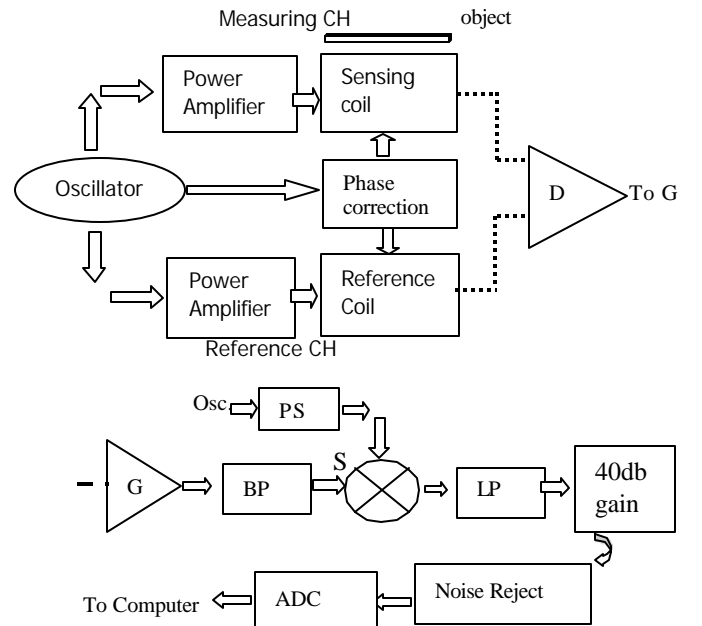 Measuring CH
object
Power
Amplifier
Sensing
coil
Oscillator
Phase
correction
D
To G
Power
Amplifier
Reference
Coil
Reference CH
Osc.
PS
S
G
BP
LP
40db
gain
To Computer
ADC
Noise Reject